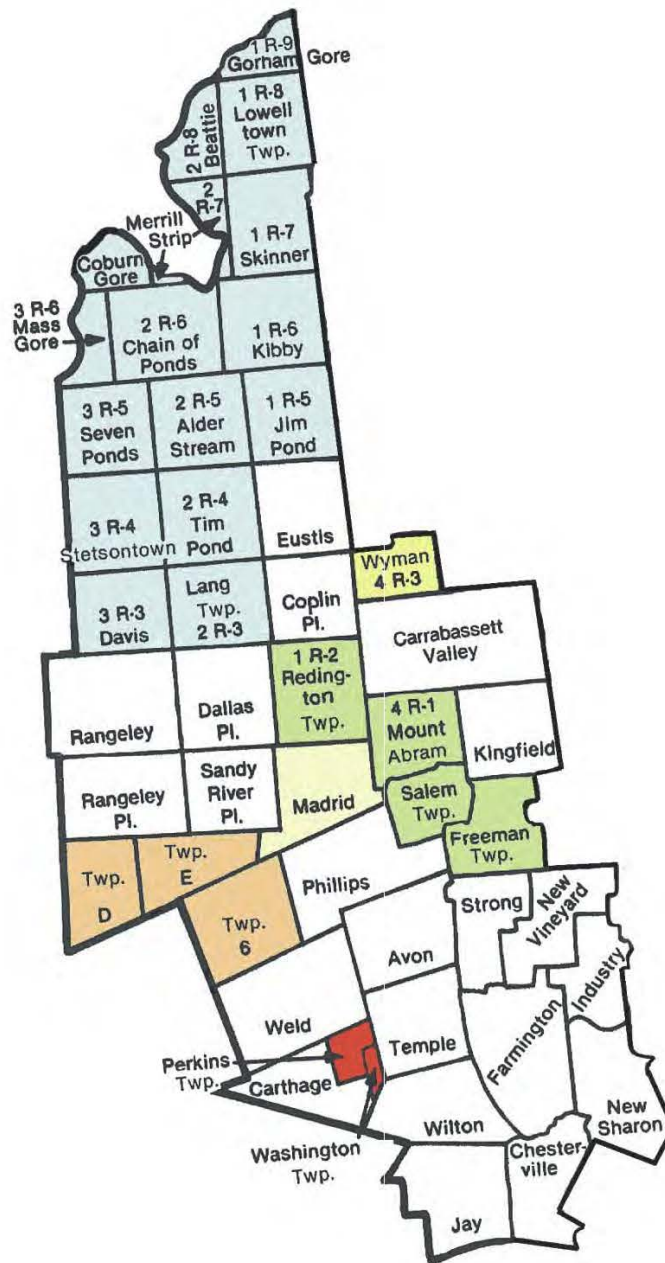 1 R-9
Gorham Gore
1 R-8
Lowell
town
Twp.
2 R-8
Beattie
2
R-7
Merrill
Strip
1 R-7
Skinner
Coburn
Gore
3 R-6
Mass
Gore
2 R-6
Chain of
Ponds
1 R-6
Kibby
3 R-5
Seven
Ponds
2 R-5
Alder
Stream
1 R-5
Jim
Pond
3 R-4
Stetsontown
2 R-4
Tim
Pond
Eustis
Wyman
4 R-3
3 R-3
Davis
Lang
Twp.
2 R-3
Coplin
Pl.
Carrabassett
Valley
Rangeley
Dallas
Pl.
1 R-2
Reding-
ton
Twp.
4 R-1
Mount
Abram
Kingfield
Rangeley
Pl.
Sandy
River
Pl.
Madrid
Salem
Twp.
Freeman
Twp.
Twp.
D
Twp.
E
Twp.
6
Phillips
Strong
New
Vineyard
Avon
Industry
Weld
Temple
Farmington
Perkins
Twp.
Carthage
Washington
Twp.
Wilton
New
Sharon
Chester-
ville
Jay